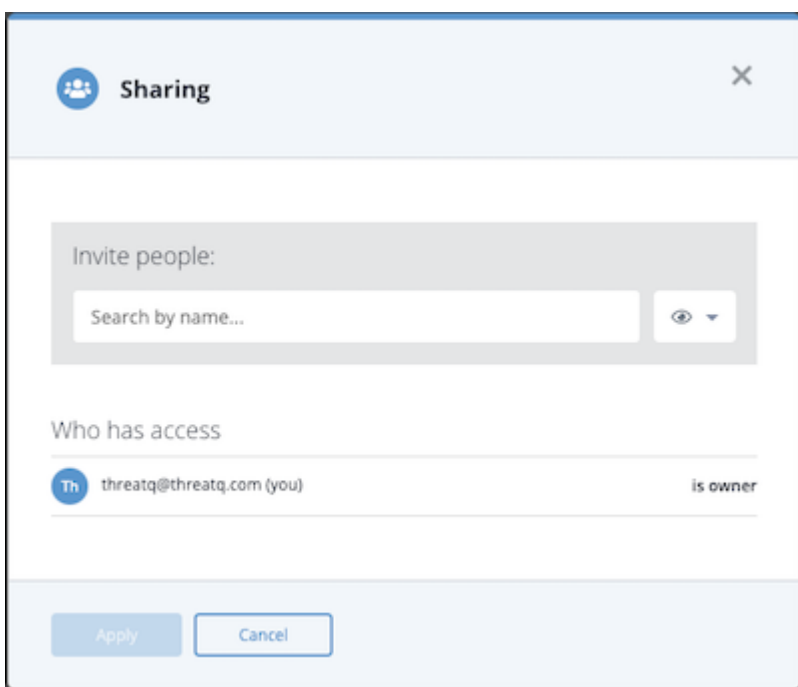 Sharing
Invite people:
Search by name...
Who has access
Th threatq@threatq.com (you) is owner
Apply Cancel